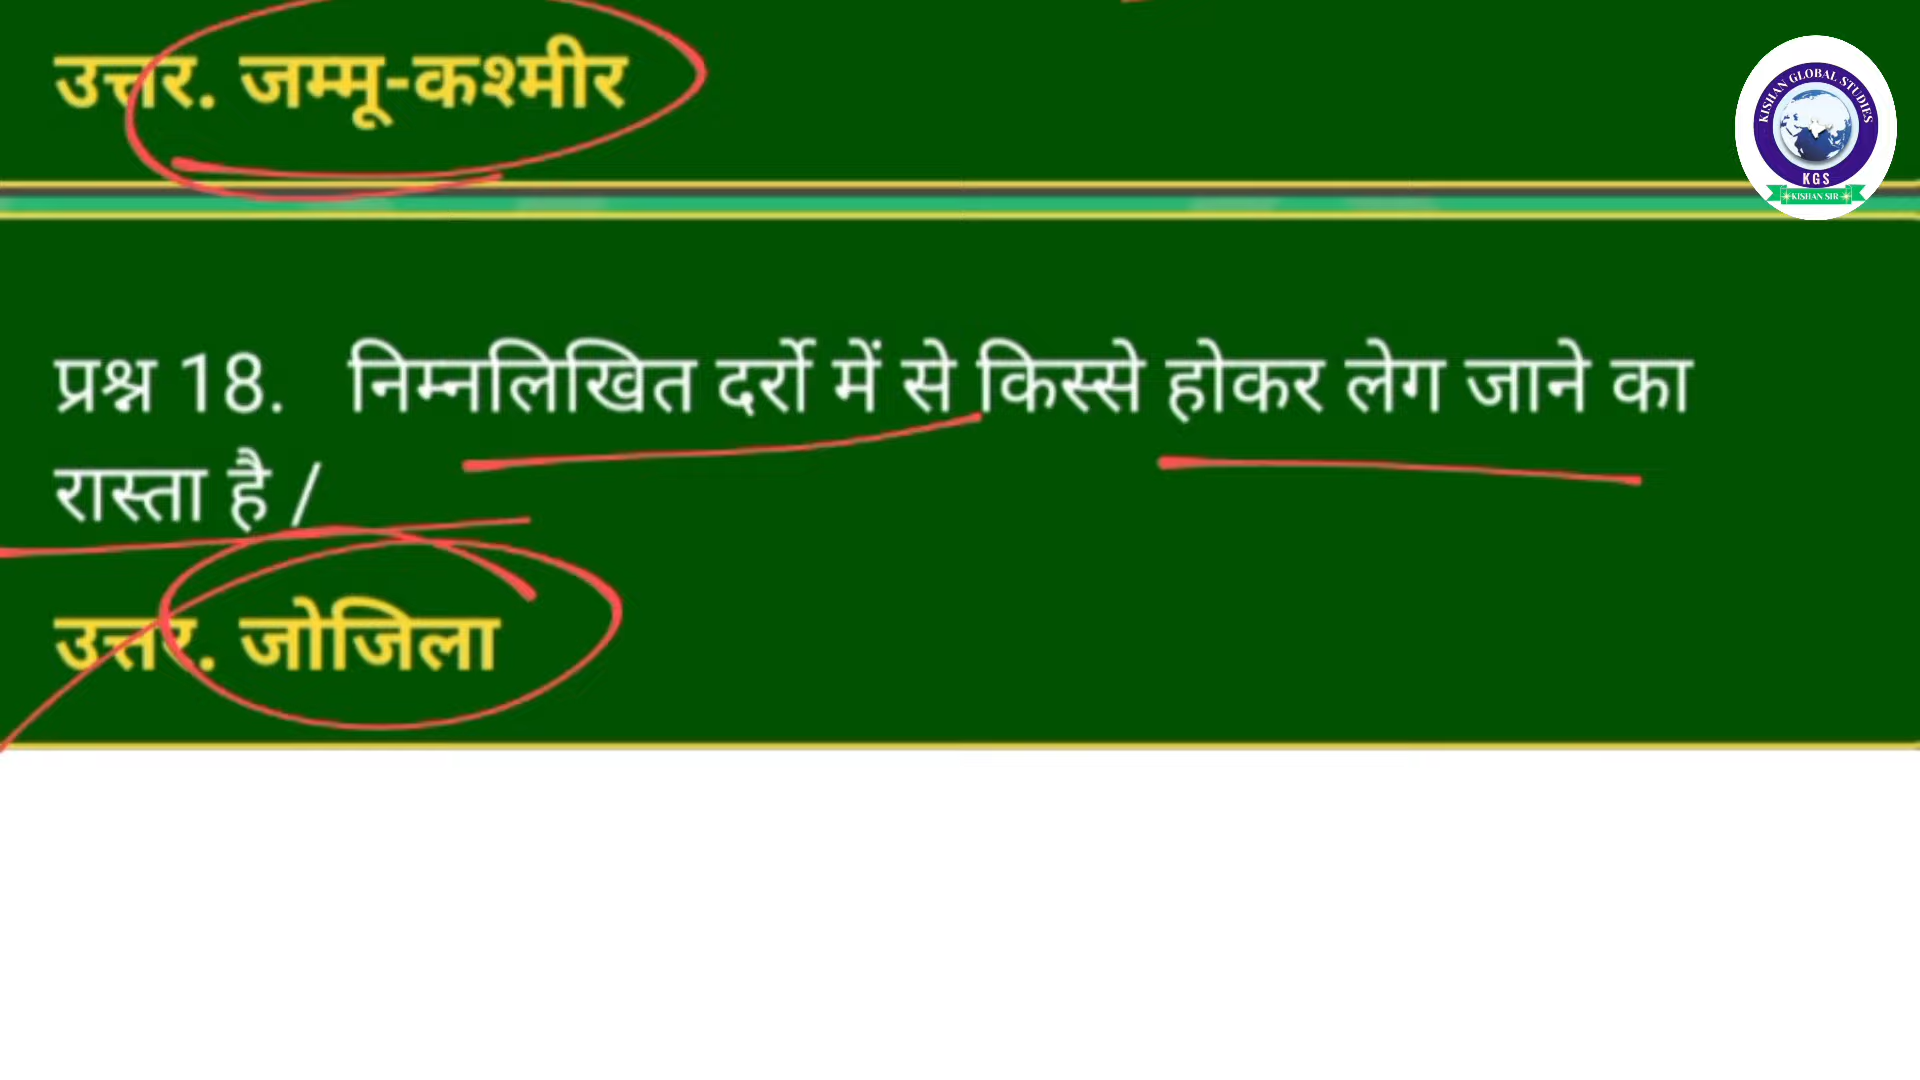 उत्तर. जम्मू-कश्मीर
KISHAN GLOBAL STUDIES
KGS
KISHAN SIR
प्रश्न 18. निम्नलिखित दर्रो में से किस्से होकर लेग जाने का
रास्ता है /
उत्तर. जोजिला